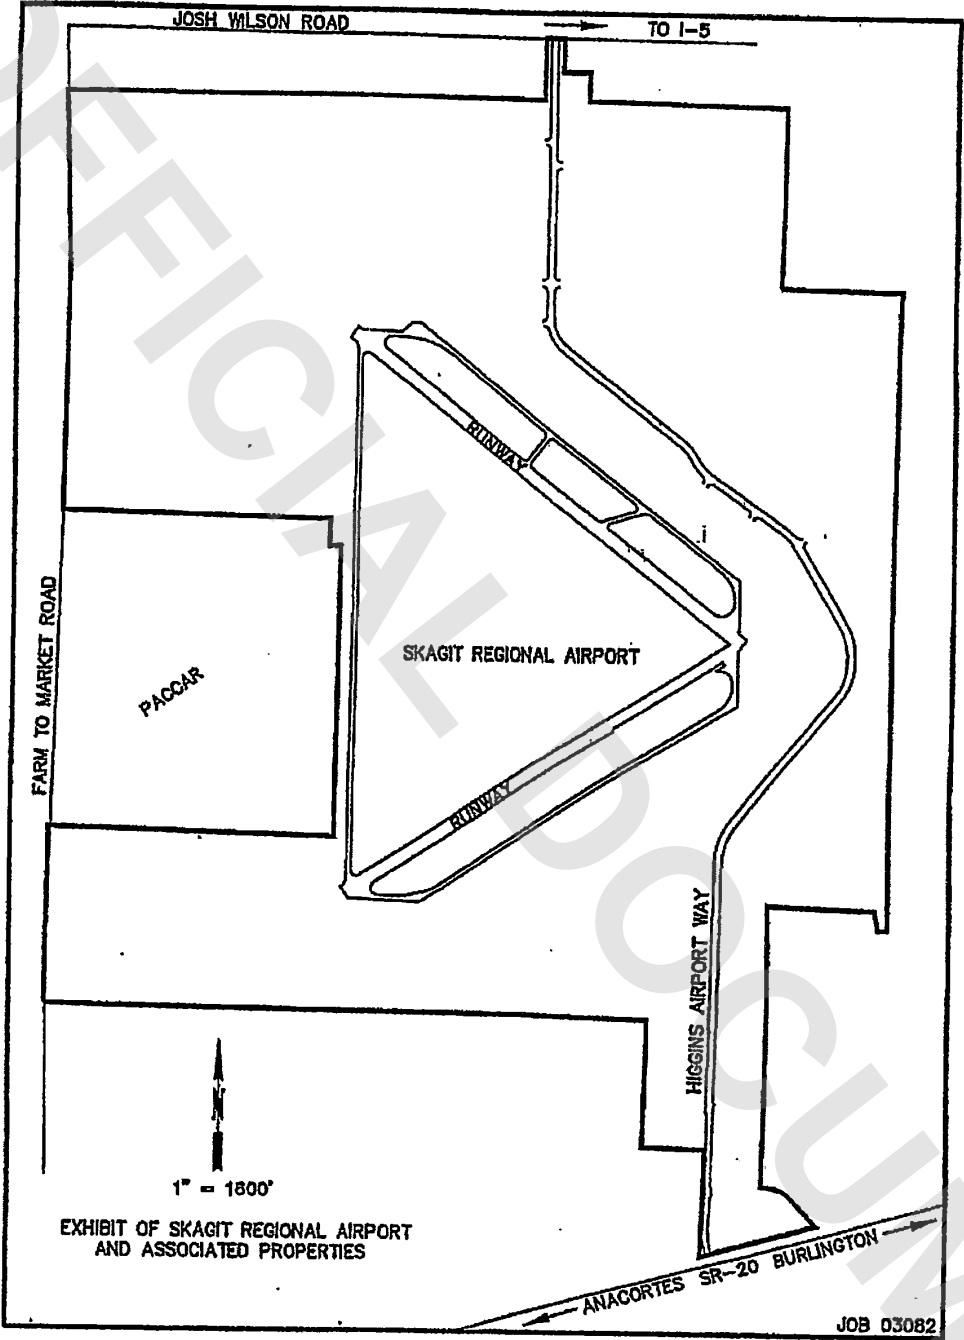 JOSH WILSON ROAD
TO I-5
RUNWAY
FARM TO MARKET ROAD
SKAGIT REGIONAL AIRPORT
PACCAR
RUNWAY
HIGGINS AIRPORT WAY
N
1" = 1600'
EXHIBIT OF SKAGIT REGIONAL AIRPORT
AND ASSOCIATED PROPERTIES
ANACORTES SR-20 BURLINGTON
JOB 03082
OFFICIAL DOCUM